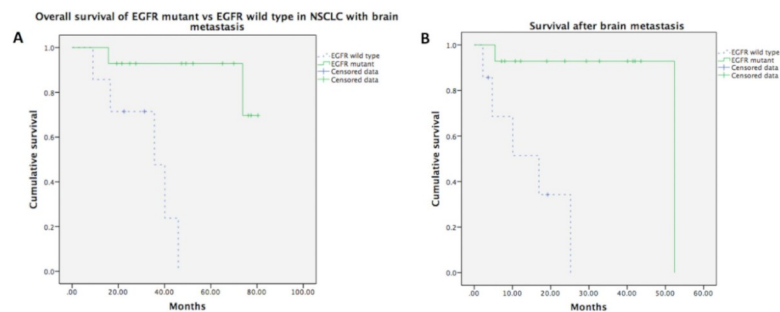 Overall survival of EGFR mutant vs EGFR wild type in NSCLC with brain
metastasis
A
EGFR wild type
EGFR mutant
Censored data
Censored data
1.0
0.8
0.6
0.4
0.2
0.0
Cumulative survival
.00 20.00 40.00 60.00 80.00 100.00
Months
Survival after brain metastasis
B
EGFR wild type
EGFR mutant
Censored data
Censored data
1.0
0.8
0.6
0.4
0.2
0.0
Cumulative survival
.00 10.00 20.00 30.00 40.00 50.00 60.00
Months